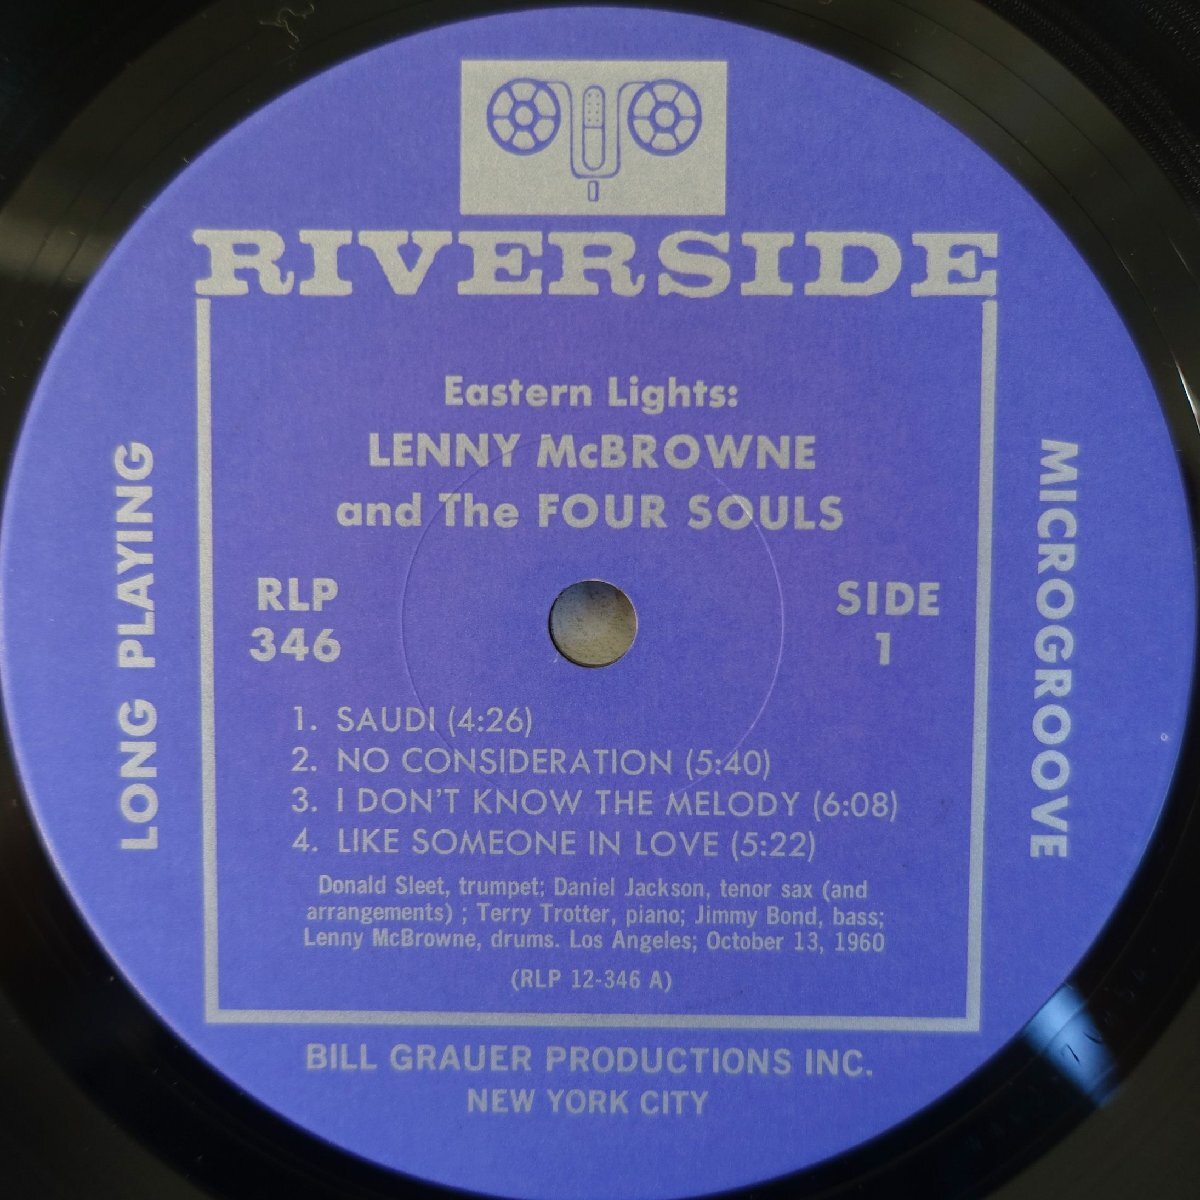 RIVERSIDE
Eastern Lights:
LENNY McBROWNE
and The FOUR SOULS
RLP
346
SIDE
1
LONG PLAYING
MICROGROOVE
1. SAUDI (4:26)
2. NO CONSIDERATION (5:40)
3. I DON'T KNOW THE MELODY (6:08)
4. LIKE SOMEONE IN LOVE (5:22)
Donald Sleet, trumpet; Daniel Jackson, tenor sax (and
arrangements) ; Terry Trotter, piano; Jimmy Bond, bass;
Lenny McBrowne, drums. Los Angeles; October 13, 1960
(RLP 12-346 A)
BILL GRAUER PRODUCTIONS INC.
NEW YORK CITY